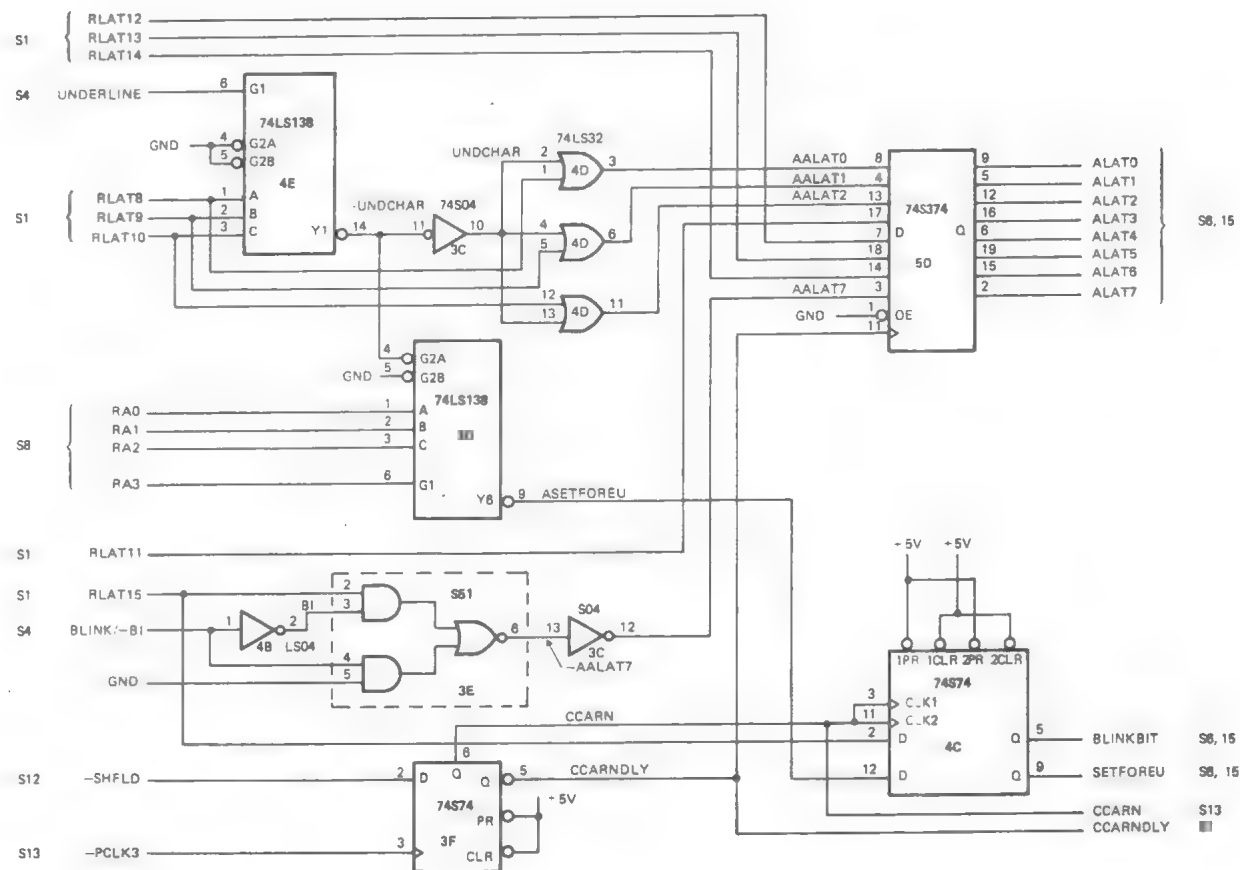 S1 RLAT12
RLAT13
RLAT14
S4 UNDERLINE 6 G1
74LS138
GND 4 G2A
5 G2B
4E
S1 RLAT8 1 A
RLAT9 2 B
RLAT10 3 C
Y1 14 -UNDCHAR 11 74S04 10
3C
74LS32
UNDCHAR 2 1 4D 3
4 5 4D 6
12 13 4D 11
AALAT0 8
AALAT1 4
AALAT2 13
17
7 D
18
14
AALAT7 3
GND 1 OE
11
74S374
Q
5D
9 ALAT0
5 ALAT1
12 ALAT2
16 ALAT3
6 ALAT4
19 ALAT5
15 ALAT6
2 ALAT7
S6, 15
4 G2A
GND 5 G2B
74LS138
S8 RA0 1 A
RA1 2 B
RA2 3 C
RA3 6 G1
Y6 9 ASETFOREU
S1 RLAT11
S1 RLAT15
S4 BLINK/-BI 1 2 BI
4B LS04
GND
S51
2
3
4
5
6
3E
13 S04 12
3C
-AALAT7
+5V +5V
1PR 1CLR 2PR 2CLR
74S74
3 CLK1
11 CLK2
2 D
4C
12 D
Q 5 BLINKBIT S6, 15
Q 9 SETFOREU S6, 15
CCARN
6
S12 -SHFLD 2 D Q Q 5 CCARNDLY
74S74
+5V
PR
3F
CLR
S13 -PCLK3 3
CCARN S13
CCARNDLY